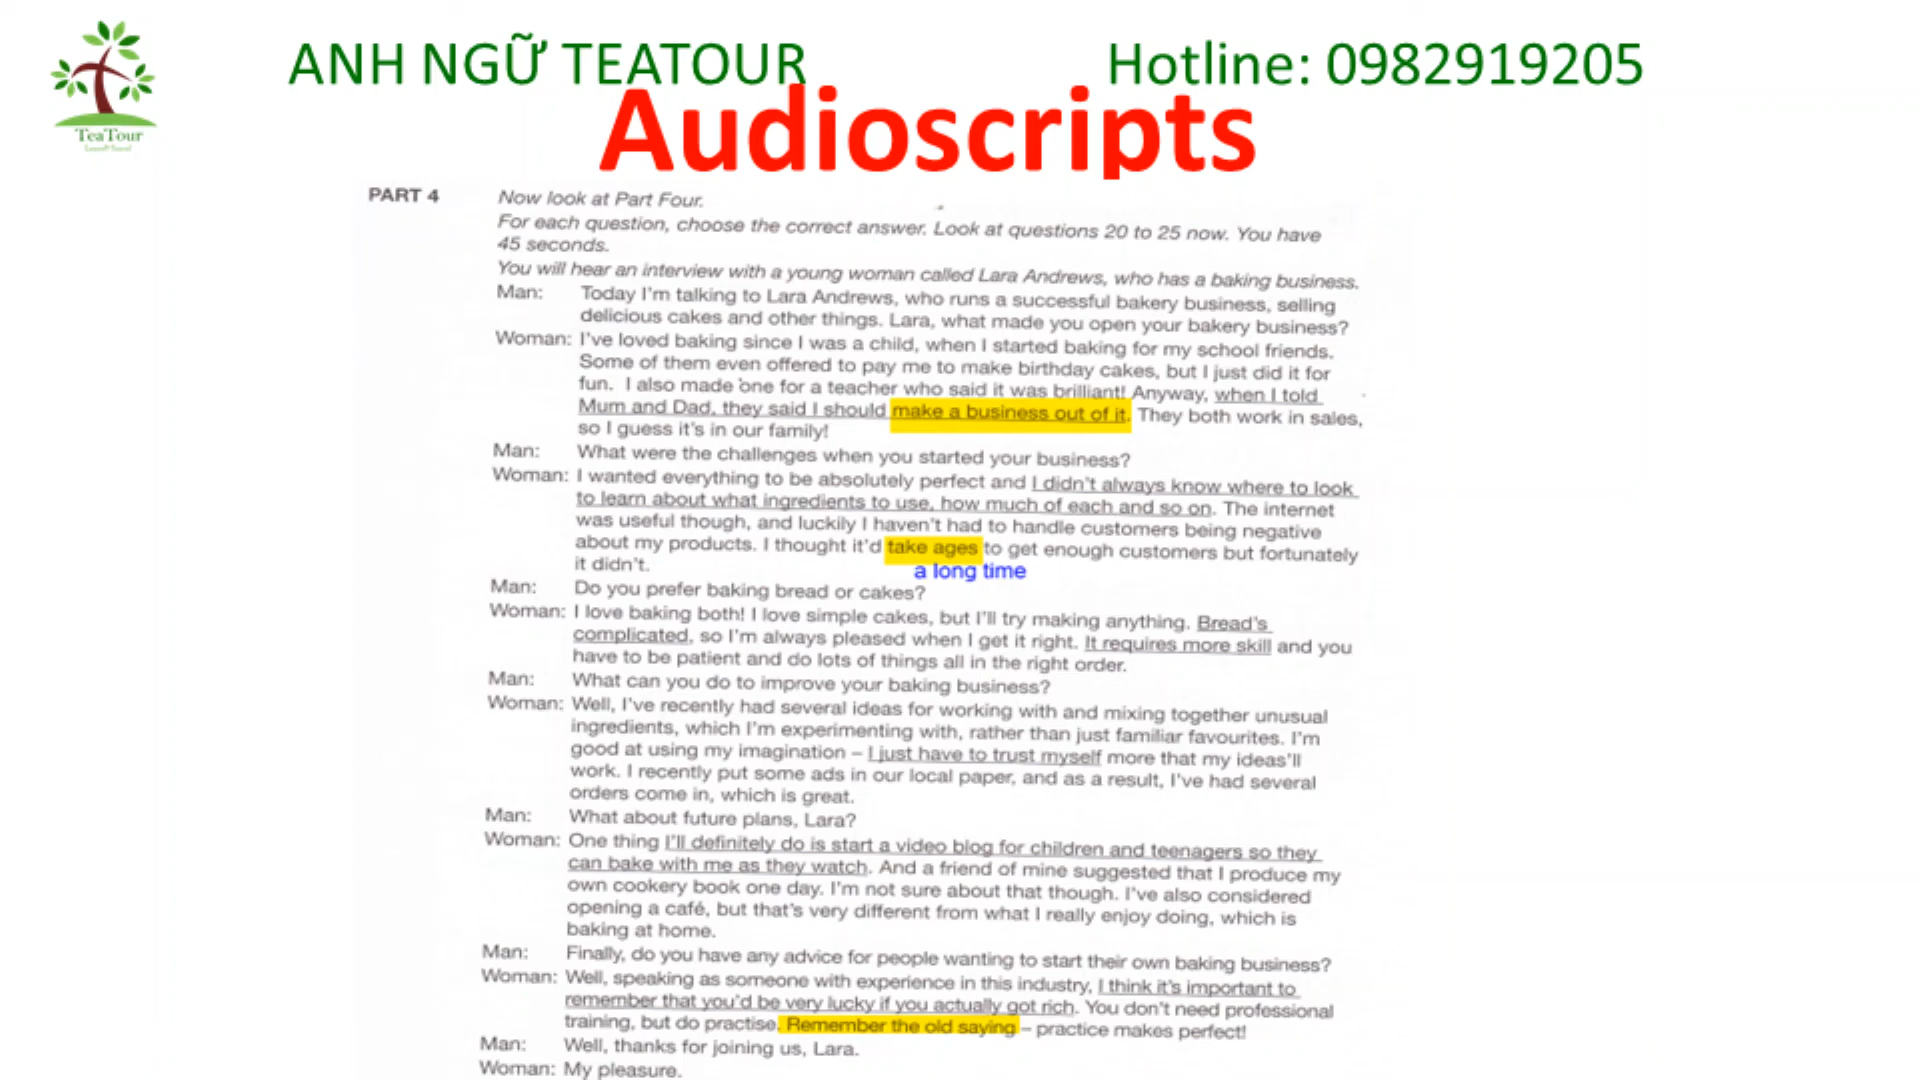 ANH NGỮ TEATOUR Hotline: 0982919205
TeaTour
Audioscripts
PART 4 Now look at Part Four.
For each question, choose the correct answer. Look at questions 20 to 25 now. You have
45 seconds.
You will hear an interview with a young woman called Lara Andrews, who has a baking business.
Man: Today I'm talking to Lara Andrews, who runs a successful bakery business, selling
delicious cakes and other things. Lara, what made you open your bakery business?
Woman: I've loved baking since I was a child, when I started baking for my school friends.
Some of them even offered to pay me to make birthday cakes, but I just did it for
fun. I also made one for a teacher who said it was brilliant! Anyway, when I told
Mum and Dad, they said I should make a business out of it. They both work in sales,
so I guess it's in our family!
Man: What were the challenges when you started your business?
Woman: I wanted everything to be absolutely perfect and I didn't always know where to look
to learn about what ingredients to use, how much of each and so on. The internet
was useful though, and luckily I haven't had to handle customers being negative
about my products. I thought it'd take ages to get enough customers but fortunately
it didn't.
a long time
Man: Do you prefer baking bread or cakes?
Woman: I love baking both! I love simple cakes, but I'll try making anything. Bread's
complicated, so I'm always pleased when I get it right. It requires more skill and you
have to be patient and do lots of things all in the right order.
Man: What can you do to improve your baking business?
Woman: Well, I've recently had several ideas for working with and mixing together unusual
ingredients, which I'm experimenting with, rather than just familiar favourites. I'm
good at using my imagination – I just have to trust myself more that my ideas'll
work. I recently put some ads in our local paper, and as a result, I've had several
orders come in, which is great.
Man: What about future plans, Lara?
Woman: One thing I'll definitely do is start a video blog for children and teenagers so they
can bake with me as they watch. And a friend of mine suggested that I produce my
own cookery book one day. I'm not sure about that though. I've also considered
opening a café, but that's very different from what I really enjoy doing, which is
baking at home.
Man: Finally, do you have any advice for people wanting to start their own baking business?
Woman: Well, speaking as someone with experience in this industry, I think it's important to
remember that you'd be very lucky if you actually got rich. You don't need professional
training, but do practise. Remember the old saying – practice makes perfect!
Man: Well, thanks for joining us, Lara.
Woman: My pleasure.